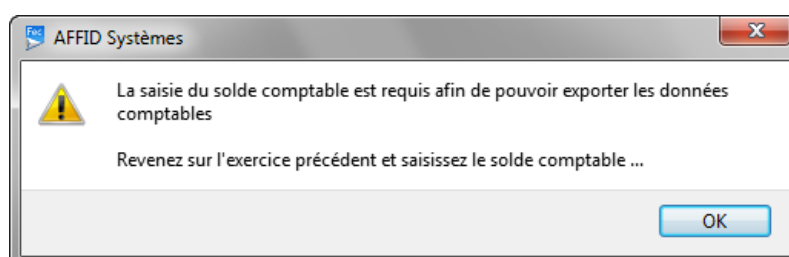 AFFID Systèmes
La saisie du solde comptable est requis afin de pouvoir exporter les données
comptables
Revenez sur l'exercice précédent et saisissez le solde comptable ...
OK